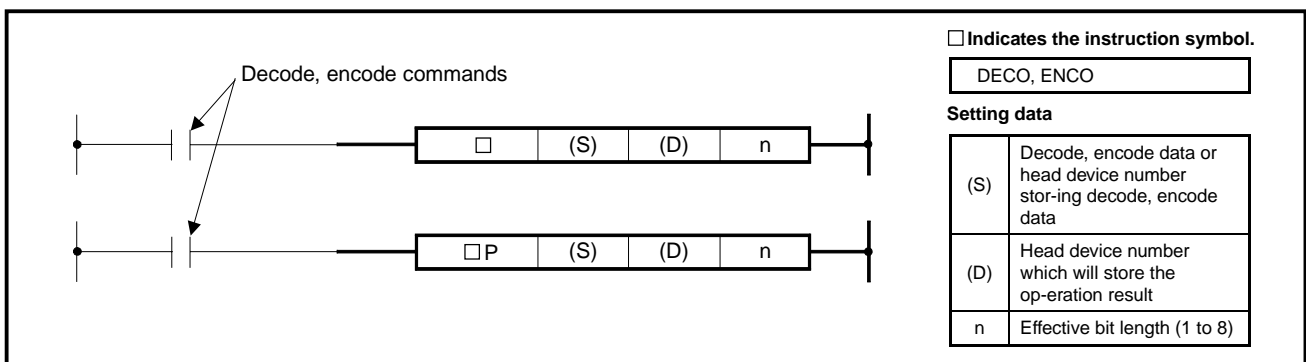 Decode, encode commands
□ (S) (D) n
□P (S) (D) n
□ Indicates the instruction symbol.
DECO, ENCO
Setting data
(S) Decode, encode data or
head device number
stor-ing decode, encode
data
(D) Head device number
which will store the
op-eration result
n Effective bit length (1 to 8)